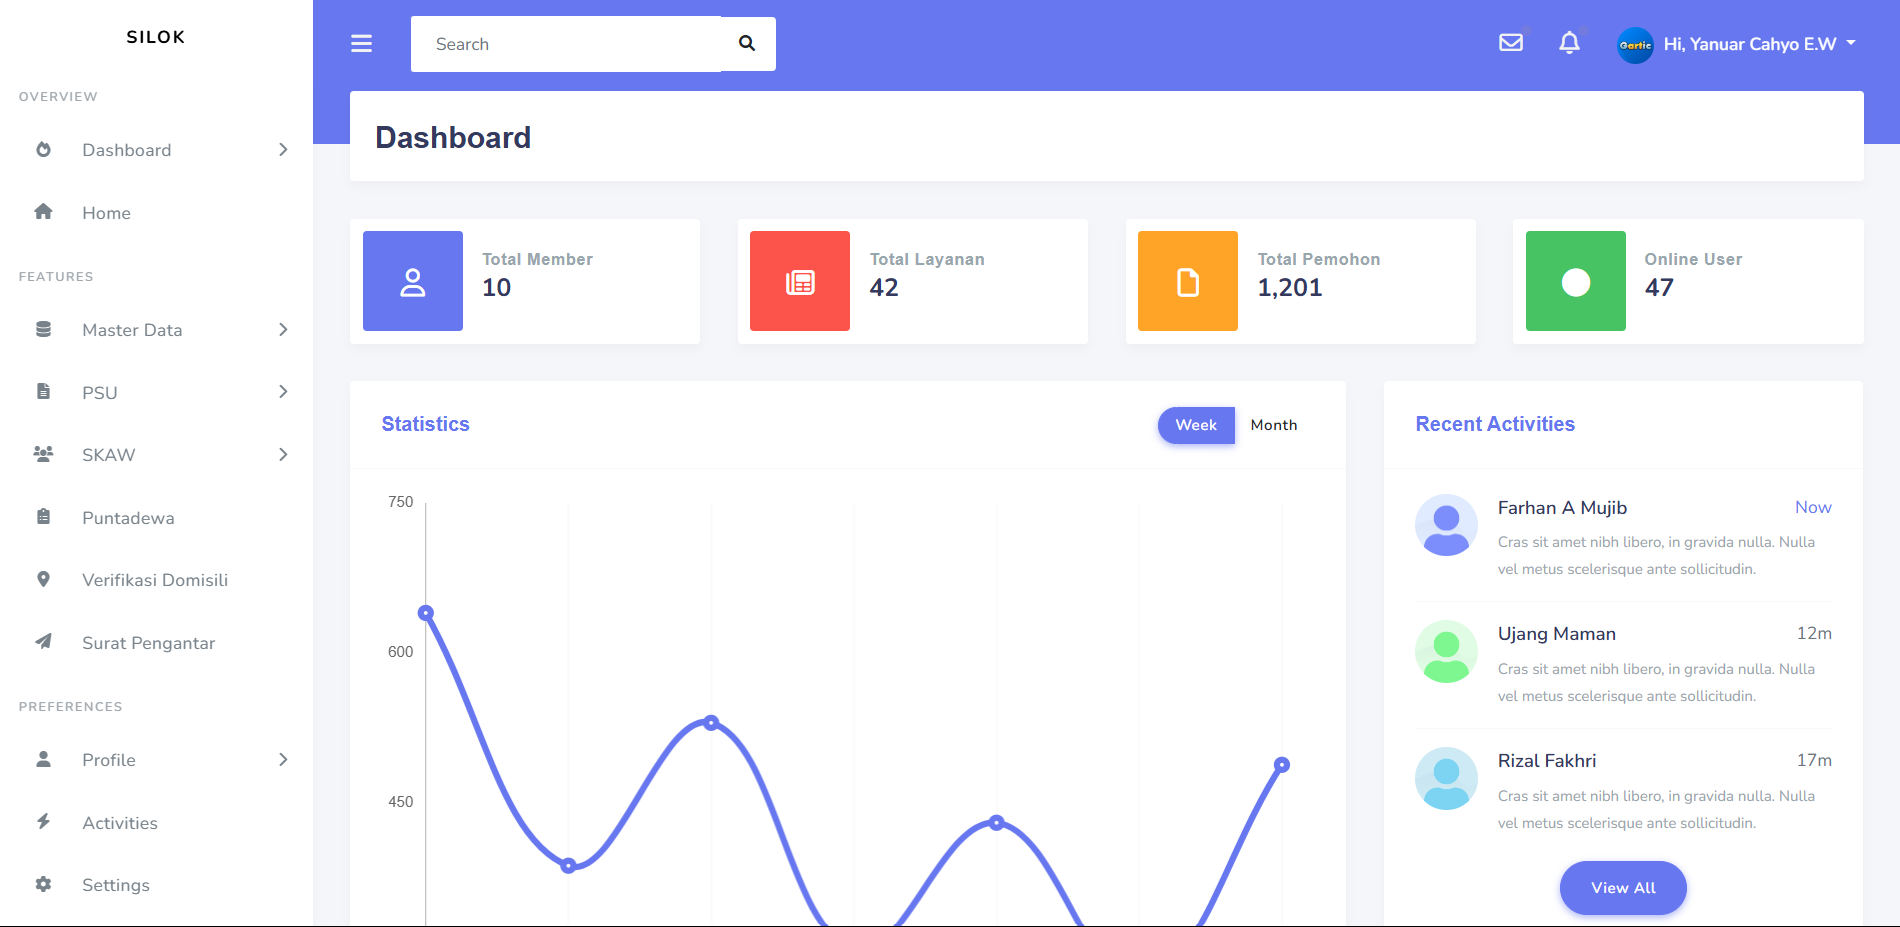 SILOK
OVERVIEW
Dashboard
Home
FEATURES
Master Data
PSU
SKAW
Puntadewa
Verifikasi Domisili
Surat Pengantar
PREFERENCES
Profile
Activities
Settings
Search
Gartic
Hi, Yanuar Cahyo E.W
Dashboard
Total Member
10
Total Layanan
42
Total Pemohon
1,201
Online User
47
Statistics
Week
Month
750
600
450
Recent Activities
Farhan A Mujib
Now
Cras sit amet nibh libero, in gravida nulla. Nulla
vel metus scelerisque ante sollicitudin.
Ujang Maman
12m
Cras sit amet nibh libero, in gravida nulla. Nulla
vel metus scelerisque ante sollicitudin.
Rizal Fakhri
17m
Cras sit amet nibh libero, in gravida nulla. Nulla
vel metus scelerisque ante sollicitudin.
View All